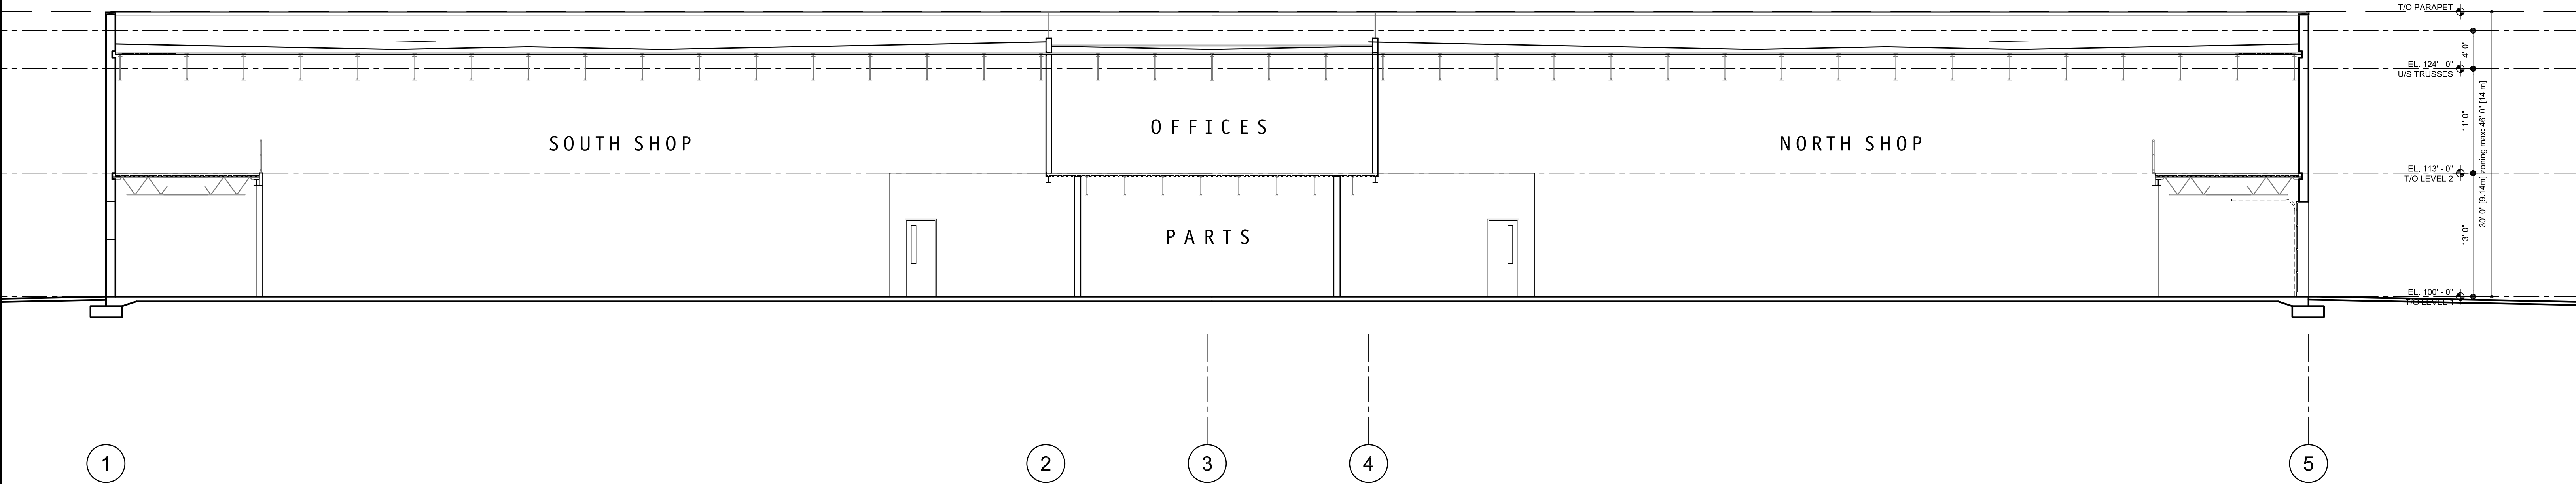 T/O PARAPET
4'-0"
EL. 124' - 0"
U/S TRUSSES
11'-0"
30'-0" [9.14m] zoning max: 46'-0" [14 m]
OFFICES
SOUTH SHOP
NORTH SHOP
EL. 113' - 0"
T/O LEVEL 2
PARTS
13'-0"
EL. 100' - 0"
T/O LEVEL 1
1
2
3
4
5